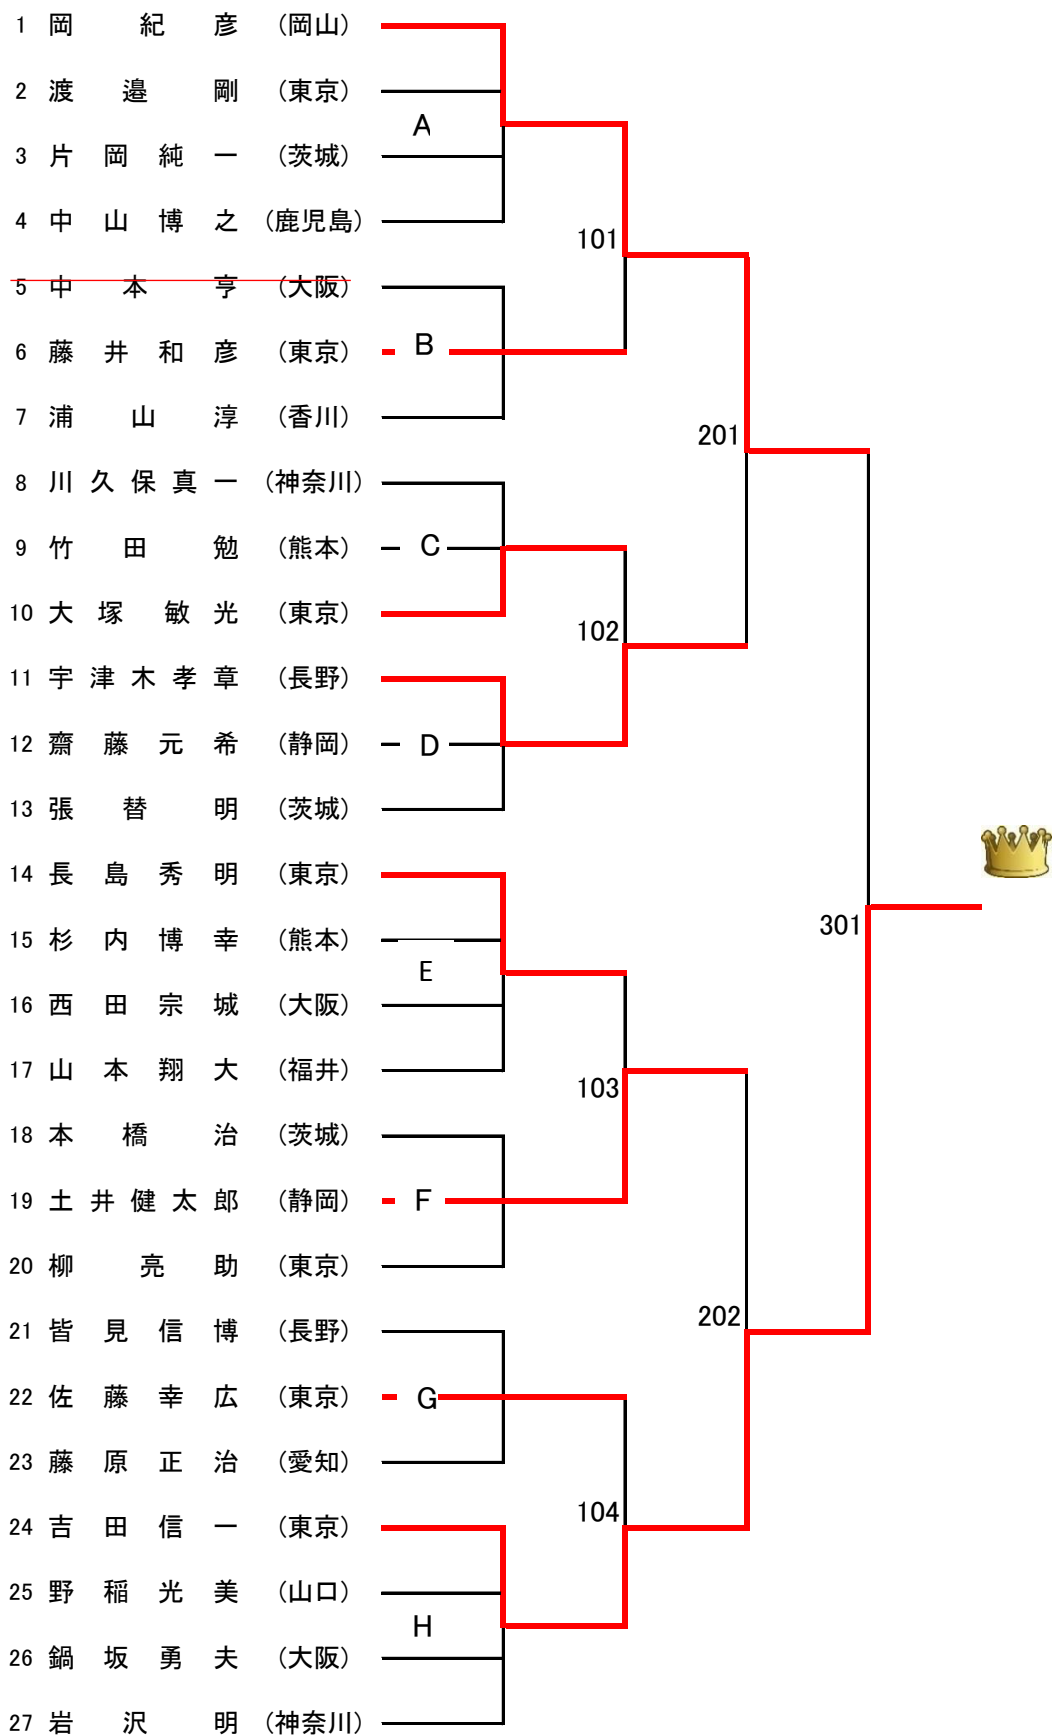 1 岡 紀 彦 (岡山)
2 渡 邉 剛 (東京)
A
3 片 岡 純 一 (茨城)
4 中 山 博 之 (鹿児島)
101
5 中 本 亨 (大阪)
6 藤 井 和 彦 (東京) B
7 浦 山 淳 (香川)
201
8 川 久 保 真 一 (神奈川)
9 竹 田 勉 (熊本) C
10 大 塚 敏 光 (東京)
102
11 宇 津 木 孝 章 (長野)
12 齋 藤 元 希 (静岡) D
13 張 替 明 (茨城)
14 長 島 秀 明 (東京)
301
15 杉 内 博 幸 (熊本)
E
16 西 田 宗 城 (大阪)
17 山 本 翔 大 (福井)
103
18 本 橋 治 (茨城)
19 土 井 健 太 郎 (静岡) F
20 柳 亮 助 (東京)
202
21 皆 見 信 博 (長野)
22 佐 藤 幸 広 (東京) G
23 藤 原 正 治 (愛知)
104
24 吉 田 信 一 (東京)
25 野 稲 光 美 (山口)
H
26 鍋 坂 勇 夫 (大阪)
27 岩 沢 明 (神奈川)